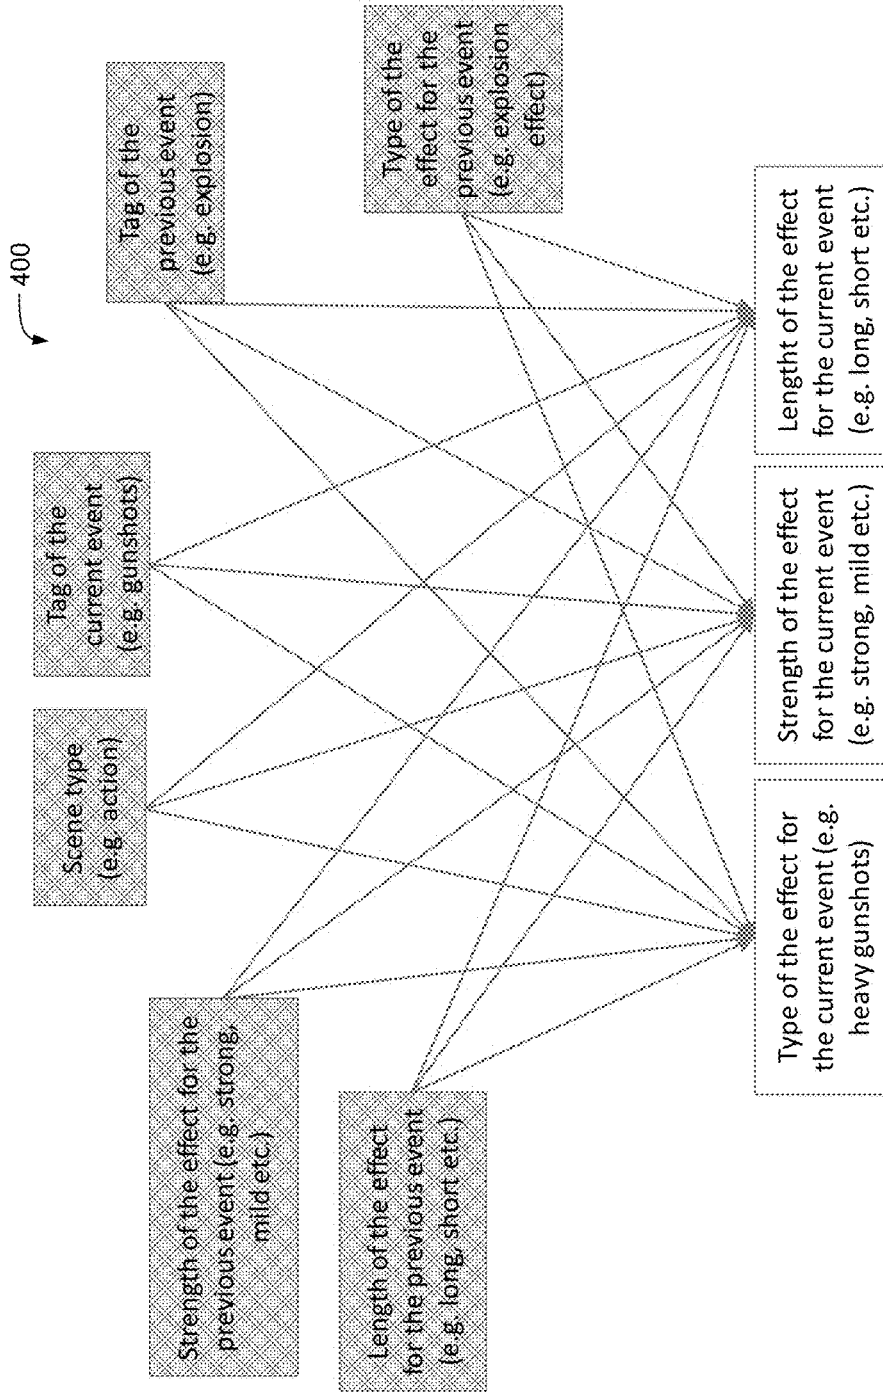 400
Strength of the effect for the
previous event (e.g. strong,
mild etc.)
Length of the effect
for the previous event
(e.g. long, short etc.)
Scene type
(e.g. action)
Tag of the
current event
(e.g. gunshots)
Tag of the
previous event
(e.g. explosion)
Type of the
effect for the
previous event
(e.g. explosion
effect)
Type of the effect for
the current event (e.g.
heavy gunshots)
Strength of the effect
for the current event
(e.g. strong, mild etc.)
Lenght of the effect
for the current event
(e.g. long, short etc.)